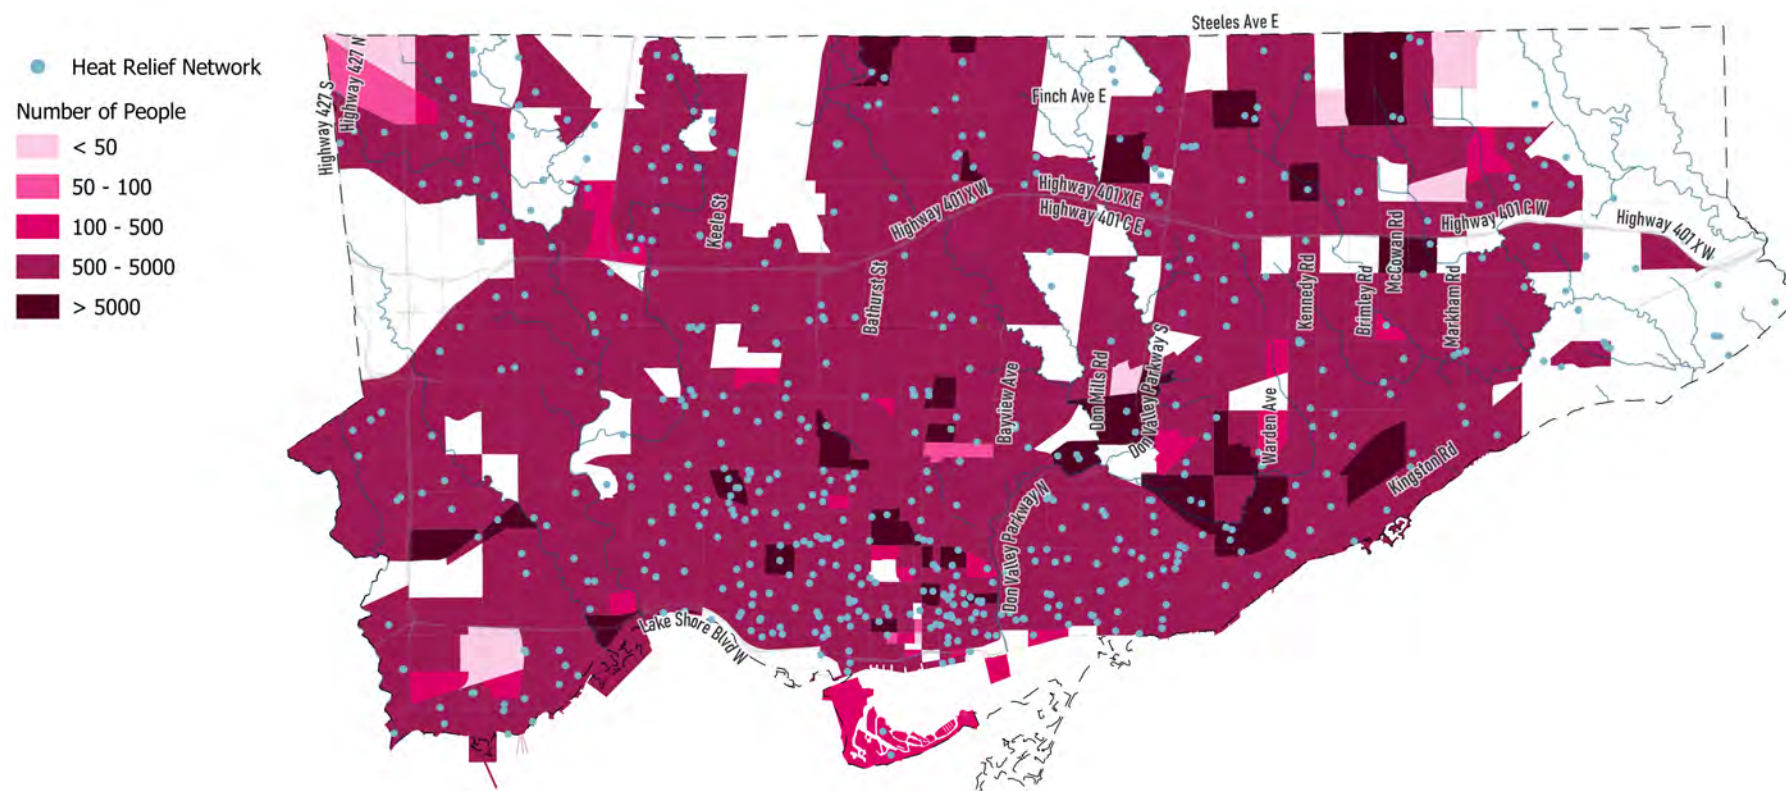 Heat Relief Network
Number of People
< 50
50 - 100
100 - 500
500 - 5000
> 5000
Steeles Ave E
Highway 427 N
Highway 427 S
Finch Ave E
Keele St
Highway 401 X W
Highway 401 X E
Highway 401 C E
Highway 401 C W
Highway 401 X W
Bathurst St
Kennedy Rd
Brimley Rd
McCowan Rd
Markham Rd
Bayview Ave
Don Mills Rd
Don Valley Parkway S
Warden Ave
Kingston Rd
Don Valley Parkway N
Lake Shore Blvd W